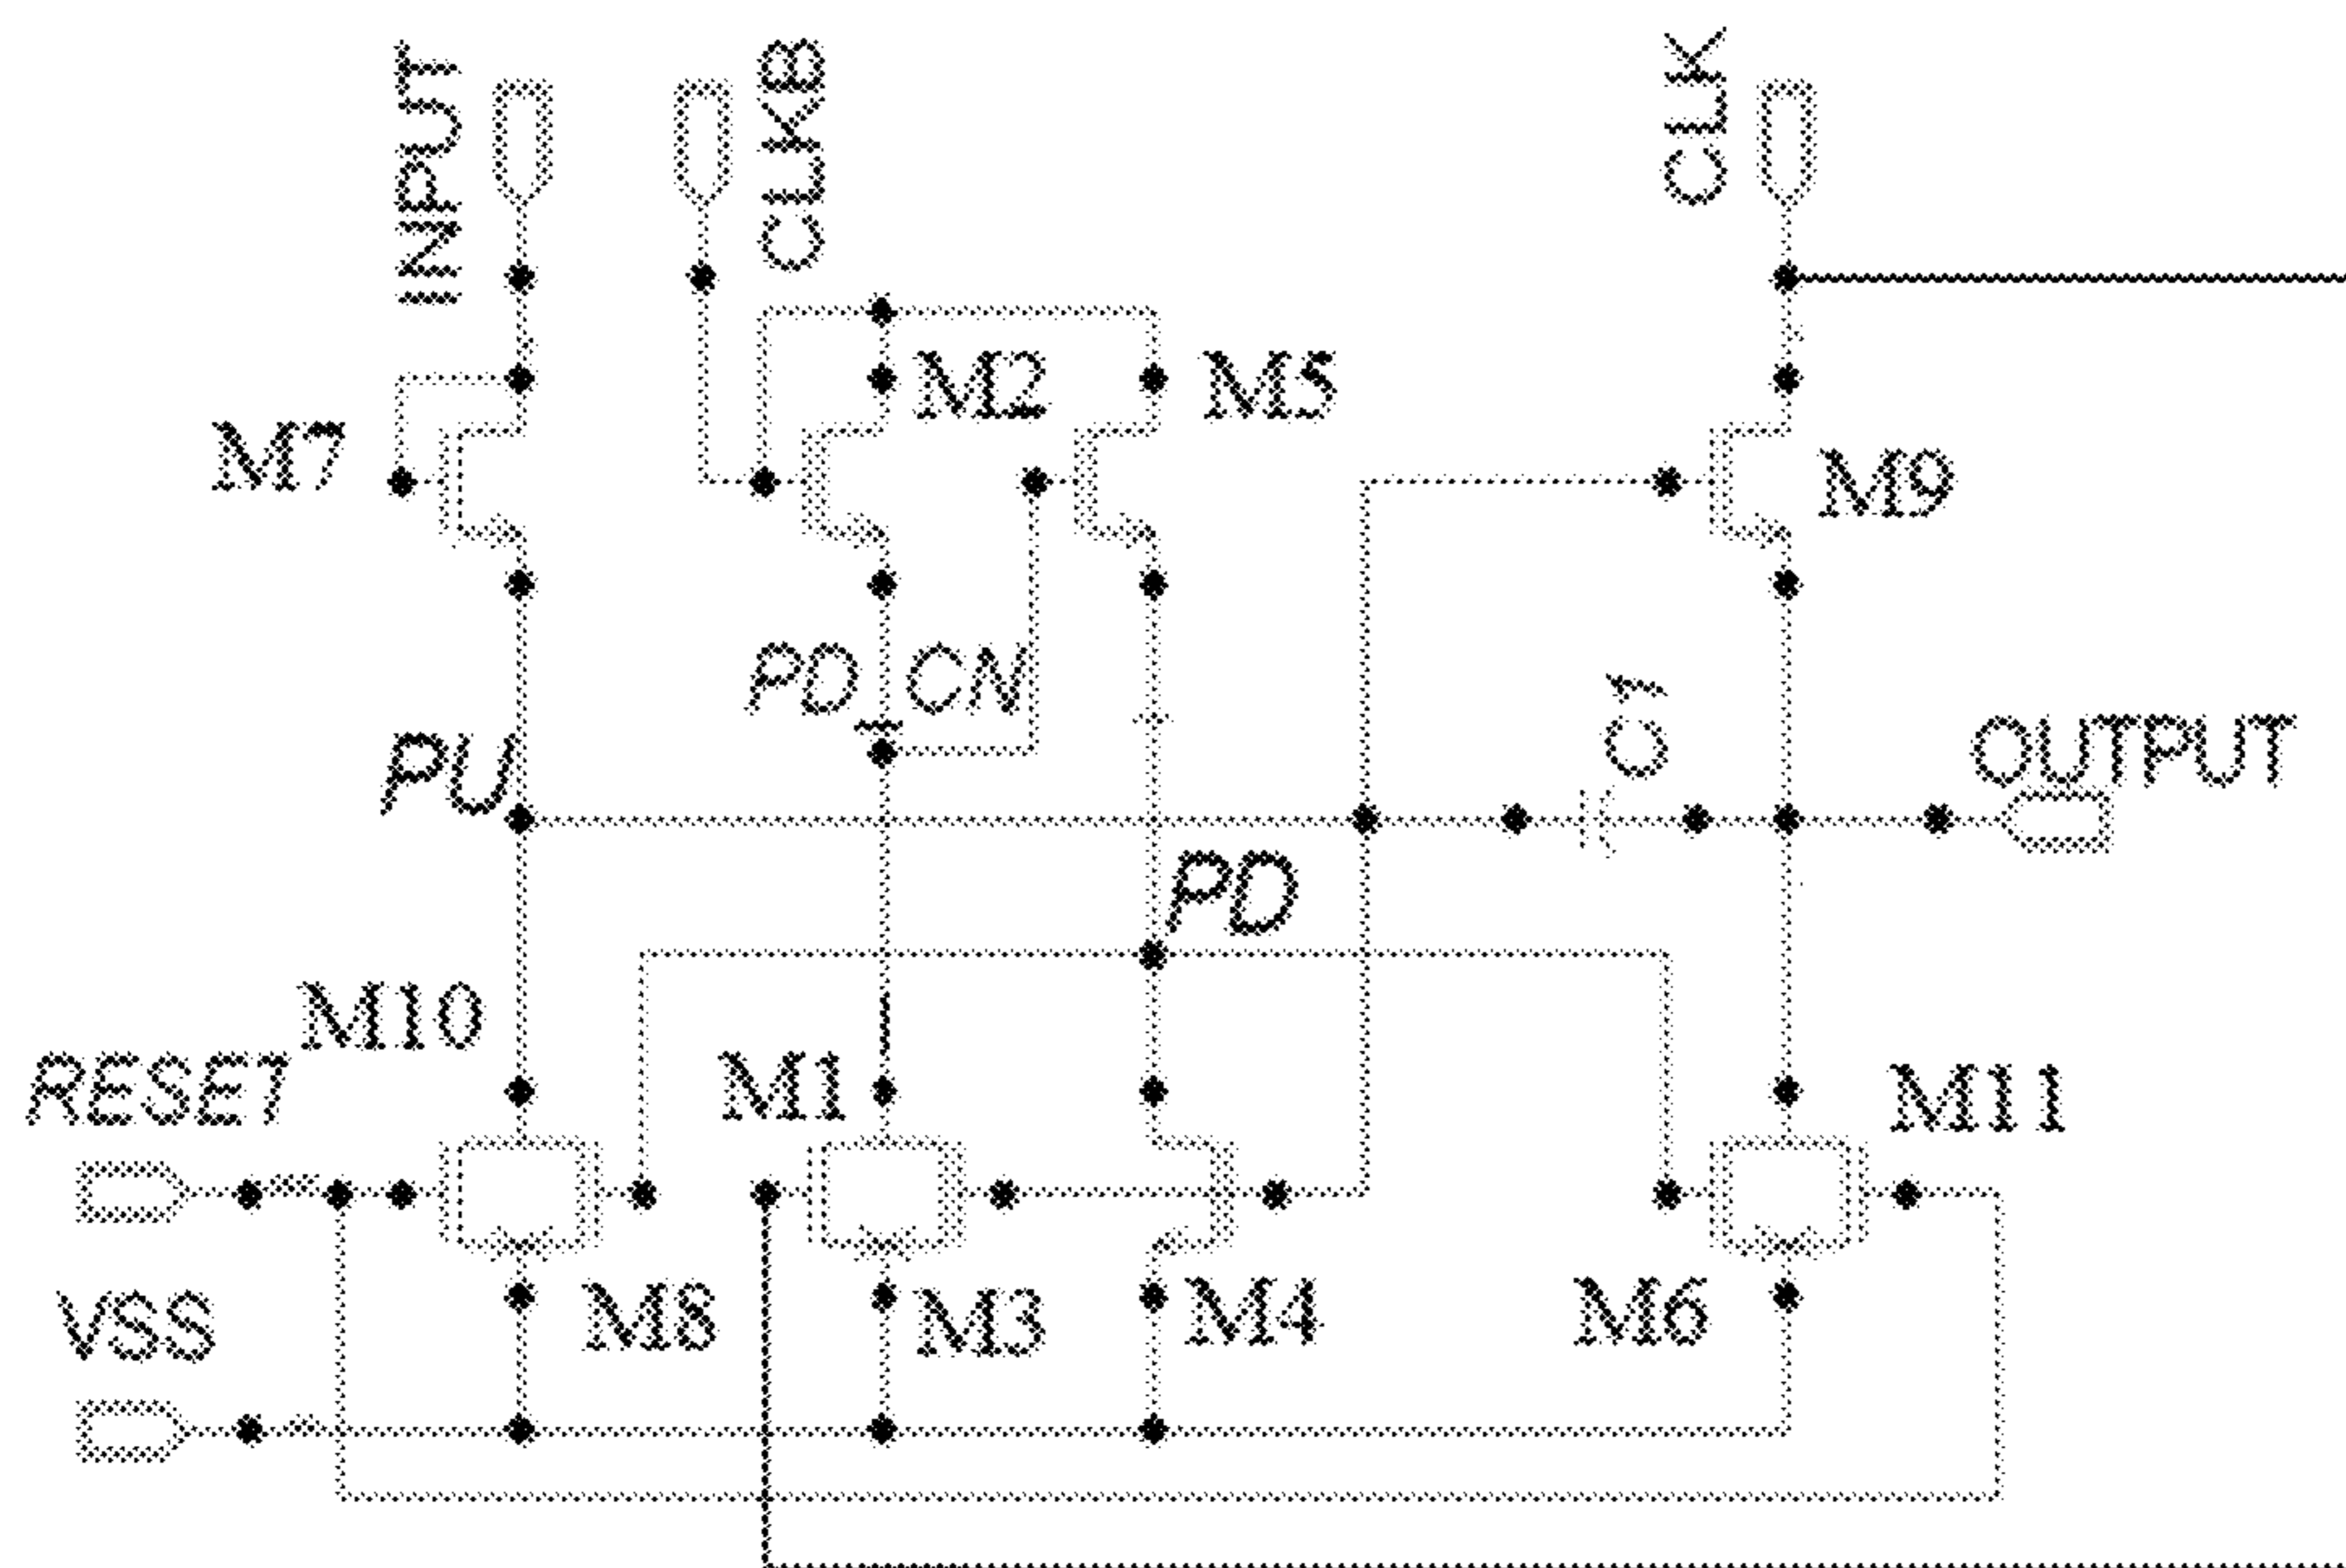 INPUT
CLKB
CLK
M2
M5
M7
M9
PD_CN
C1
PU
OUTPUT
PD
M10
RESET
M1
M11
VSS
M8
M3
M4
M6